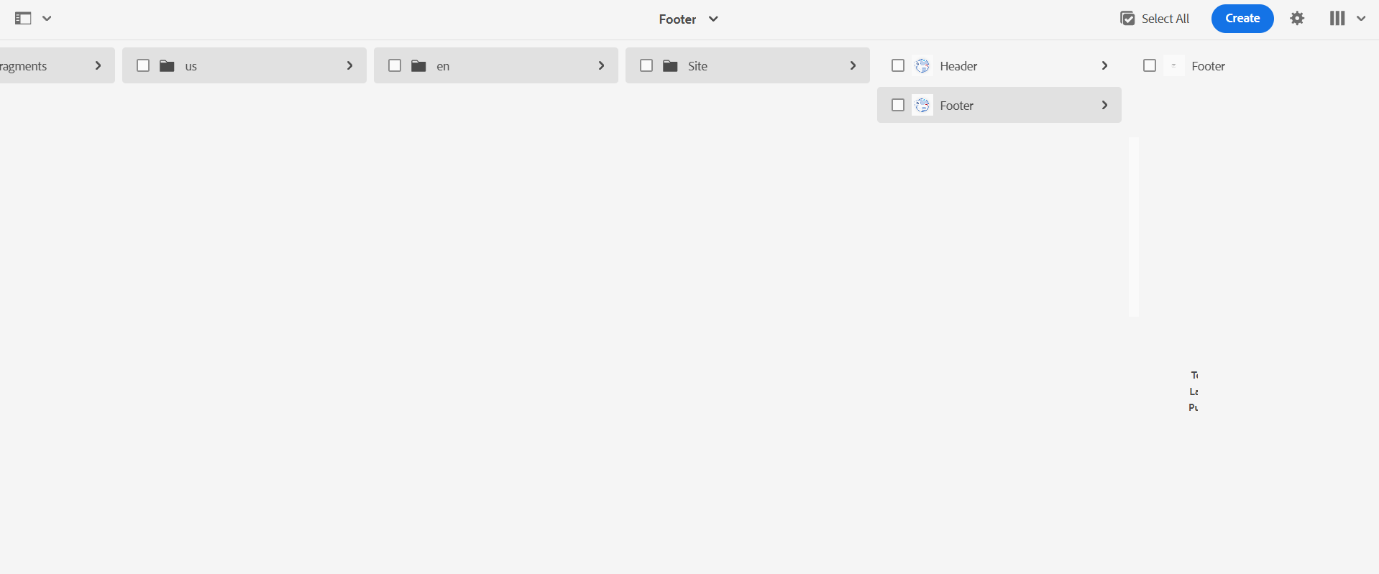 Footer
Select All
Create
ragments
us
en
Site
Header
Footer
Footer